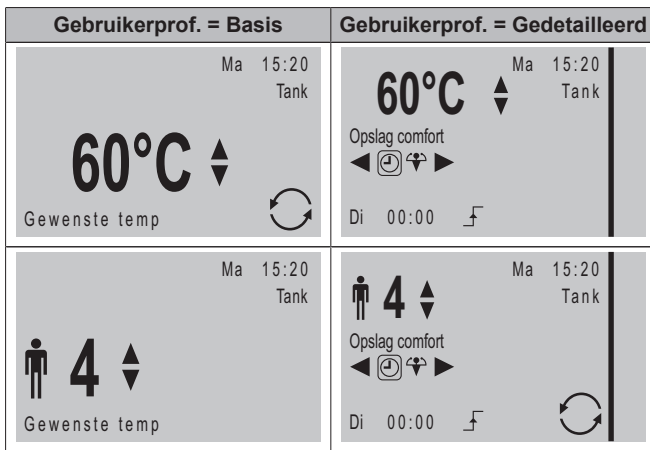 Gebruikerprof. = Basis
Gebruikerprof. = Gedetailleerd
Ma 15:20
Tank
60°C
Gewenste temp
Ma 15:20
60°C
Tank
Opslag comfort
Di 00:00
Ma 15:20
Tank
4
Gewenste temp
Ma 15:20
4
Tank
Opslag comfort
Di 00:00